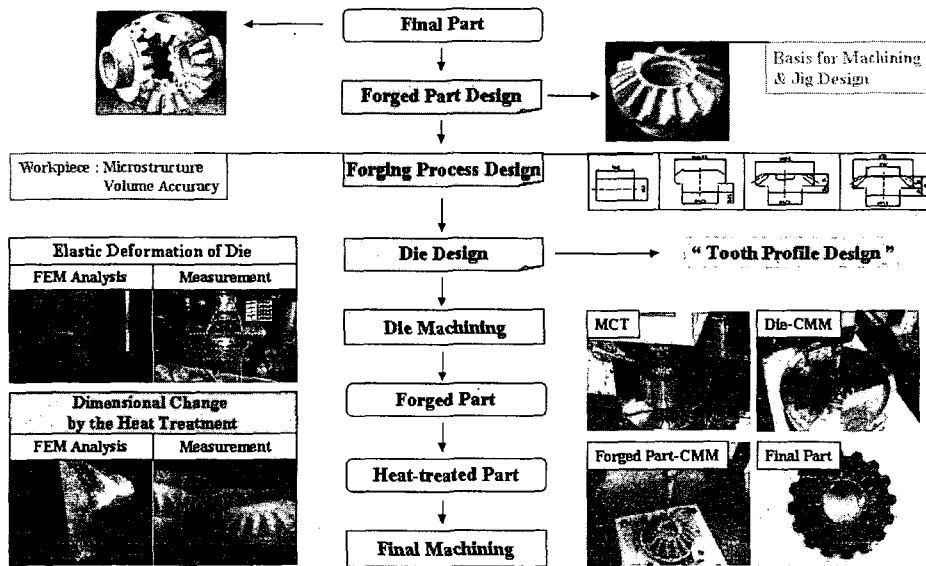 Final Part
Forged Part Design
Basis for Machining
& Jig Design
Workpiece : Microstructure
Volume Accuracy
Forging Process Design
Elastic Deformation of Die
FEM Analysis
Measurement
Die Design
“ Tooth Profile Design ”
Die Machining
MCT
Die-CMM
Dimensional Change
by the Heat Treatment
FEM Analysis
Measurement
Forged Part
Heat-treated Part
Forged Part-CMM
Final Part
Final Machining